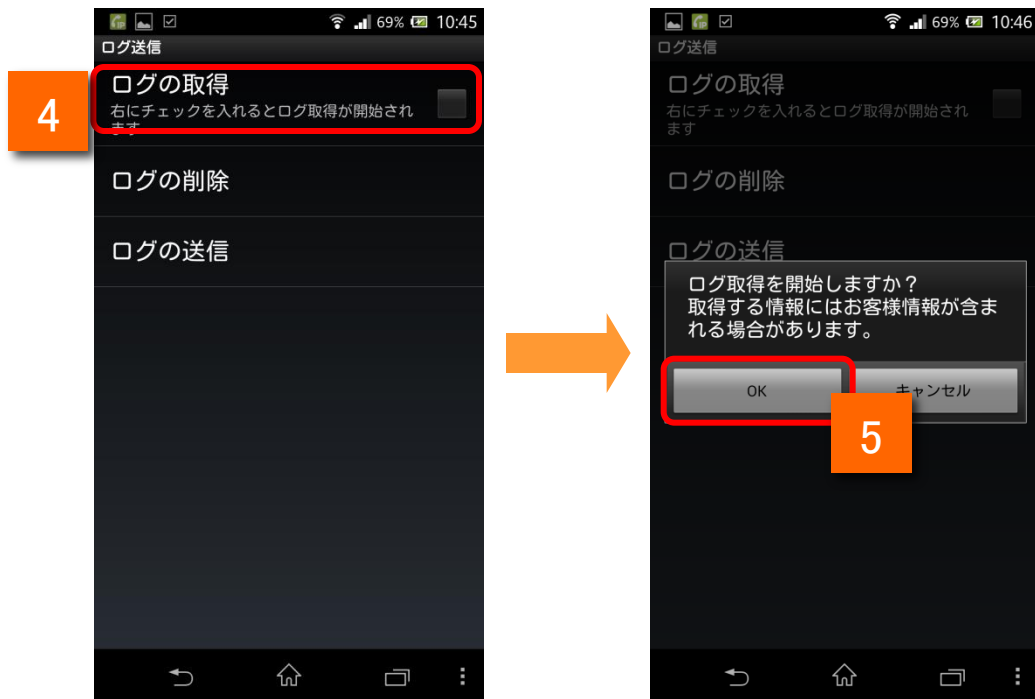 69% 10:45
ログ送信
4
ログの取得
右にチェックを入れるとログ取得が開始され
ます
ログの削除
ログの送信
69% 10:46
ログ送信
ログの取得
右にチェックを入れるとログ取得が開始され
ます
ログの削除
ログの送信
ログ取得を開始しますか？
取得する情報にはお客様情報が含ま
れる場合があります。
OK
キャンセル
5